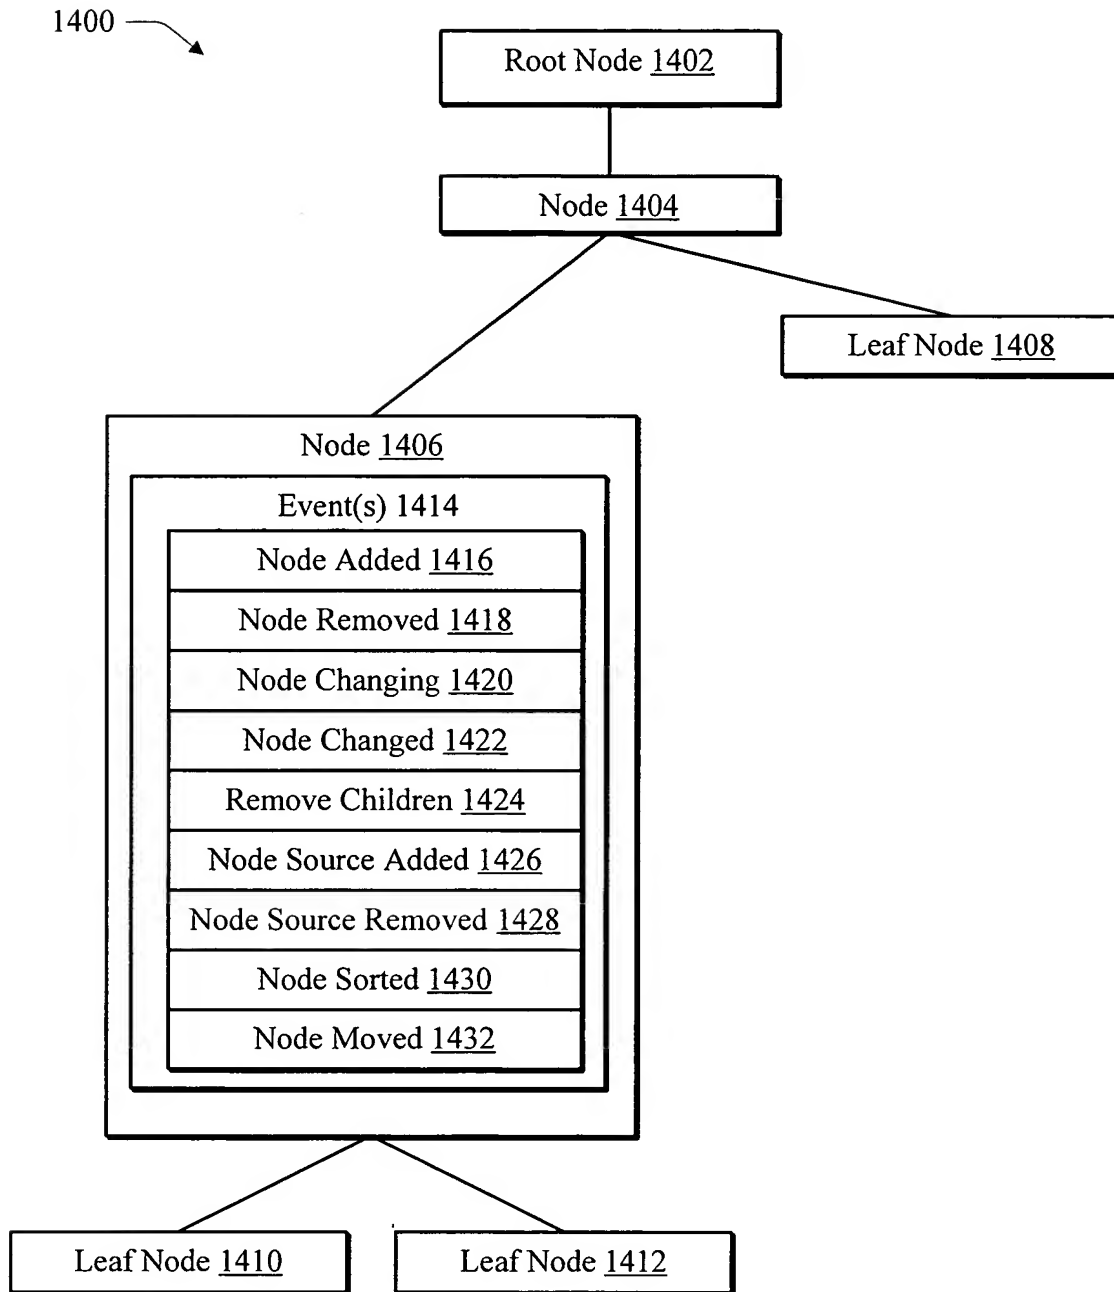 1400
Root Node 1402
Node 1404
Leaf Node 1408
Node 1406
Event(s) 1414
Node Added 1416
Node Removed 1418
Node Changing 1420
Node Changed 1422
Remove Children 1424
Node Source Added 1426
Node Source Removed 1428
Node Sorted 1430
Node Moved 1432
Leaf Node 1410
Leaf Node 1412